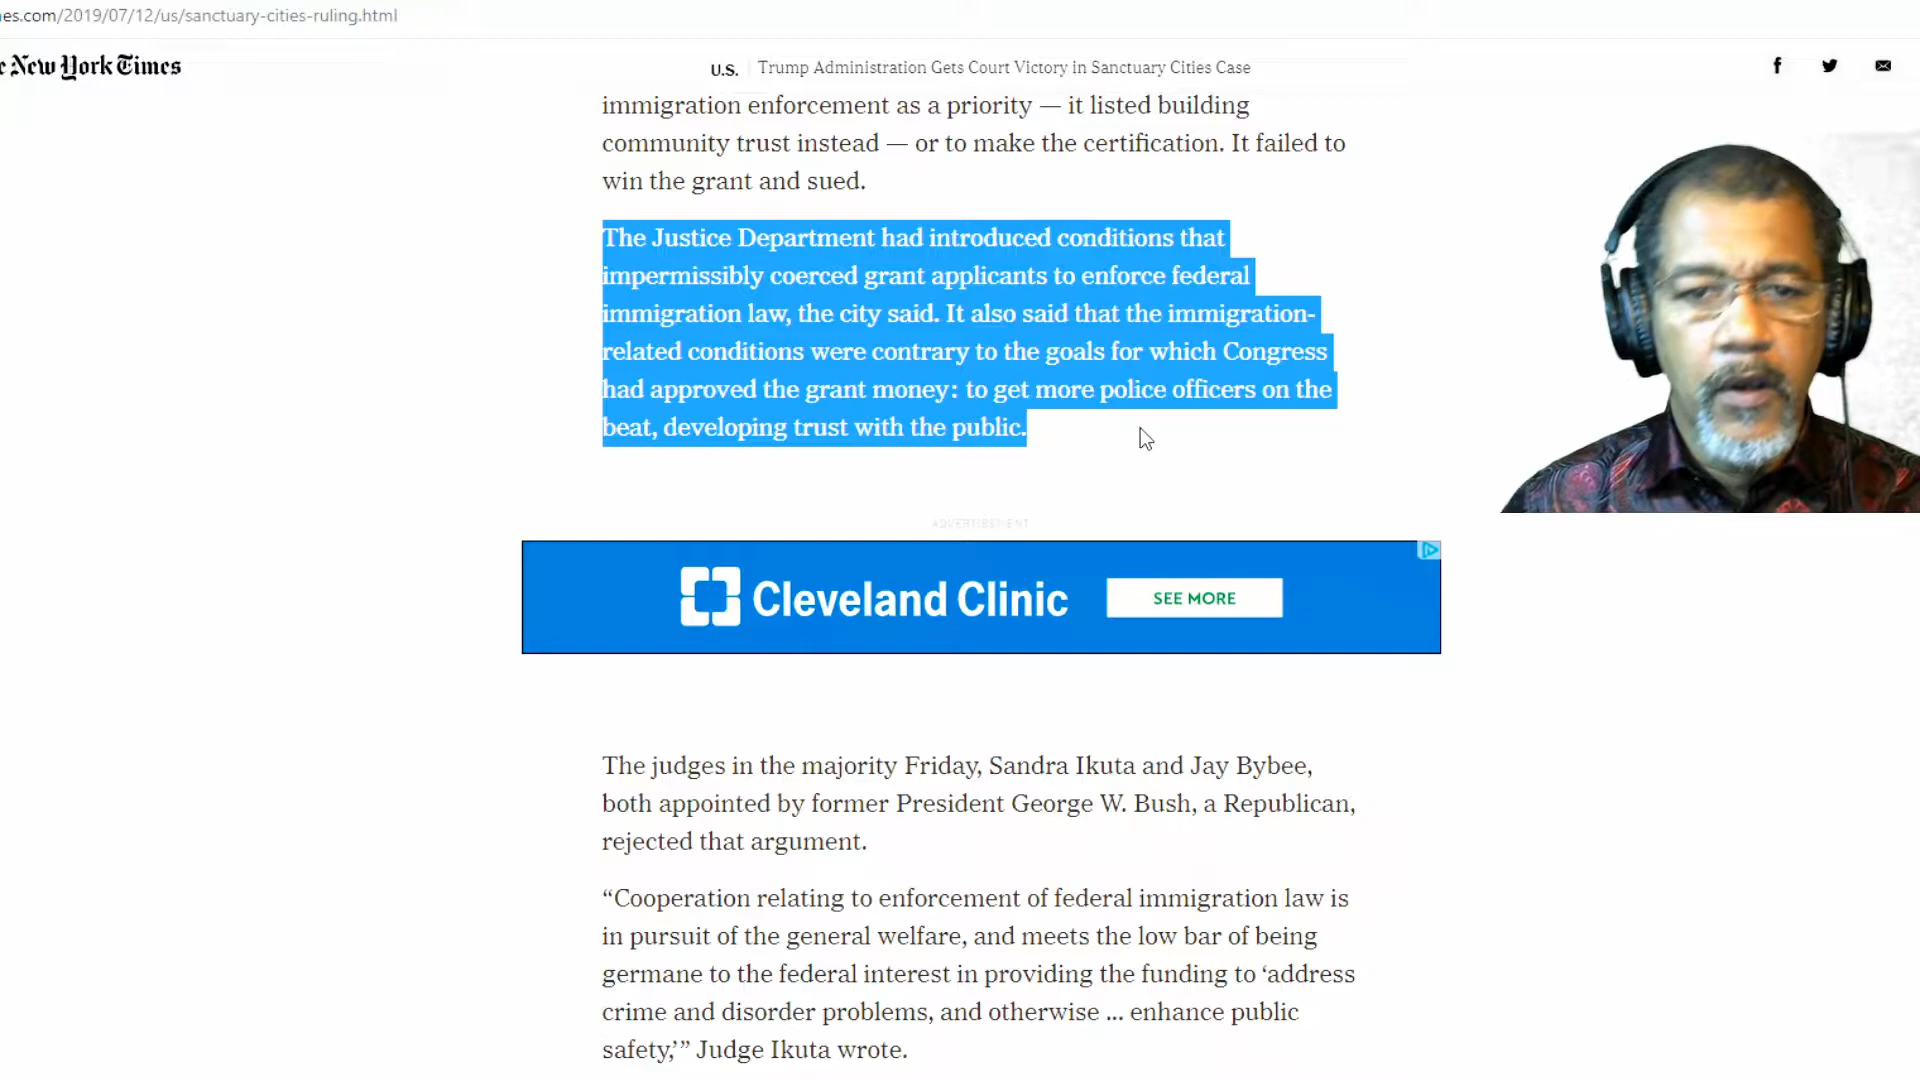 es.com/2019/07/12/us/sanctuary-cities-ruling.html
e New York Times
U.S. Trump Administration Gets Court Victory in Sanctuary Cities Case
immigration enforcement as a priority — it listed building
community trust instead — or to make the certification. It failed to
win the grant and sued.
The Justice Department had introduced conditions that
impermissibly coerced grant applicants to enforce federal
immigration law, the city said. It also said that the immigration-
related conditions were contrary to the goals for which Congress
had approved the grant money: to get more police officers on the
beat, developing trust with the public.
ADVERTISEMENT
Cleveland Clinic
SEE MORE
The judges in the majority Friday, Sandra Ikuta and Jay Bybee,
both appointed by former President George W. Bush, a Republican,
rejected that argument.
“Cooperation relating to enforcement of federal immigration law is
in pursuit of the general welfare, and meets the low bar of being
germane to the federal interest in providing the funding to ‘address
crime and disorder problems, and otherwise ... enhance public
safety,’” Judge Ikuta wrote.